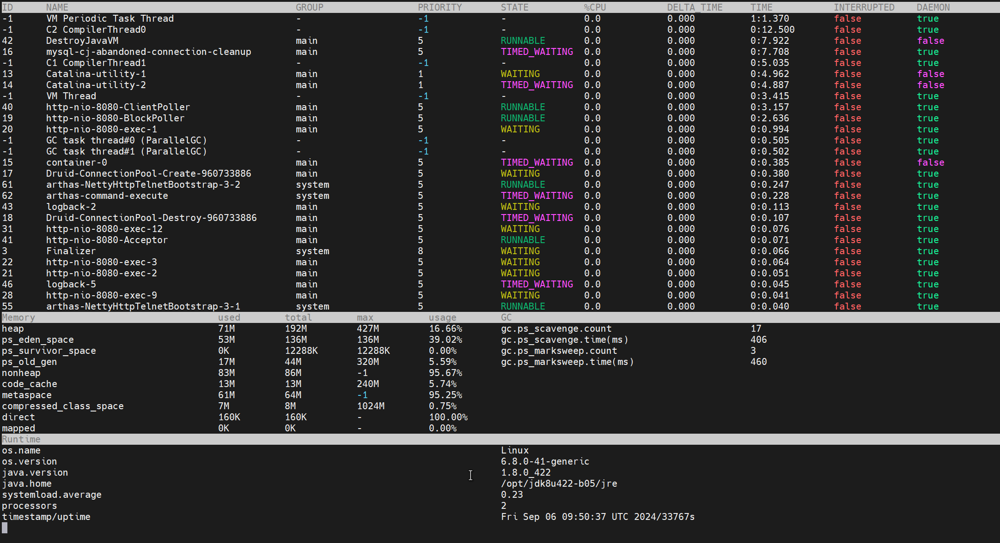 ID NAME GROUP PRIORITY STATE %CPU DELTA_TIME TIME INTERRUPTED DAEMON
-1 VM Periodic Task Thread - -1 - 0.0 0.000 1:1.370 false true
-1 C2 CompilerThread0 - -1 - 0.0 0.000 0:12.500 false true
42 DestroyJavaVM main 5 RUNNABLE 0.0 0.000 0:7.922 false false
16 mysql-cj-abandoned-connection-cleanup main 5 TIMED_WAITING 0.0 0.000 0:7.708 false true
-1 C1 CompilerThread1 - -1 - 0.0 0.000 0:5.035 false true
13 Catalina-utility-1 main 1 WAITING 0.0 0.000 0:4.962 false false
14 Catalina-utility-2 main 1 TIMED_WAITING 0.0 0.000 0:4.887 false false
-1 VM Thread - -1 - 0.0 0.000 0:3.415 false true
40 http-nio-8080-ClientPoller main 5 RUNNABLE 0.0 0.000 0:3.157 false true
19 http-nio-8080-BlockPoller main 5 RUNNABLE 0.0 0.000 0:2.636 false true
20 http-nio-8080-exec-1 main 5 WAITING 0.0 0.000 0:0.994 false true
-1 GC task thread#0 (ParallelGC) - -1 - 0.0 0.000 0:0.505 false true
-1 GC task thread#1 (ParallelGC) - -1 - 0.0 0.000 0:0.502 false true
15 container-0 main 5 TIMED_WAITING 0.0 0.000 0:0.385 false false
17 Druid-ConnectionPool-Create-960733886 main 5 WAITING 0.0 0.000 0:0.380 false true
61 arthas-NettyHttpTelnetBootstrap-3-2 system 5 RUNNABLE 0.0 0.000 0:0.247 false true
62 arthas-command-execute system 5 TIMED_WAITING 0.0 0.000 0:0.228 false true
43 logback-2 main 5 WAITING 0.0 0.000 0:0.113 false true
18 Druid-ConnectionPool-Destroy-960733886 main 5 TIMED_WAITING 0.0 0.000 0:0.107 false true
31 http-nio-8080-exec-12 main 5 WAITING 0.0 0.000 0:0.076 false true
41 http-nio-8080-Acceptor main 5 RUNNABLE 0.0 0.000 0:0.071 false true
3 Finalizer system 8 WAITING 0.0 0.000 0:0.066 false true
22 http-nio-8080-exec-3 main 5 WAITING 0.0 0.000 0:0.064 false true
21 http-nio-8080-exec-2 main 5 WAITING 0.0 0.000 0:0.051 false true
46 logback-5 main 5 TIMED_WAITING 0.0 0.000 0:0.045 false true
28 http-nio-8080-exec-9 main 5 WAITING 0.0 0.000 0:0.041 false true
55 arthas-NettyHttpTelnetBootstrap-3-1 system 5 RUNNABLE 0.0 0.000 0:0.040 false true
Memory used total max usage GC
heap 71M 192M 427M 16.66% gc.ps_scavenge.count 17
ps_eden_space 53M 136M 136M 39.02% gc.ps_scavenge.time(ms) 406
ps_survivor_space 0K 12288K 12288K 0.00% gc.ps_marksweep.count 3
ps_old_gen 17M 44M 320M 5.59% gc.ps_marksweep.time(ms) 460
nonheap 83M 86M -1 95.67%
code_cache 13M 13M 240M 5.74%
metaspace 61M 64M -1 95.25%
compressed_class_space 7M 8M 1024M 0.75%
direct 160K 160K - 100.00%
mapped 0K 0K - 0.00%
Runtime
os.name Linux
os.version 6.8.0-41-generic
java.version 1.8.0_422
java.home /opt/jdk8u422-b05/jre
systemload.average 0.23
processors 2
timestamp/uptime Fri Sep 06 09:50:37 UTC 2024/33767s